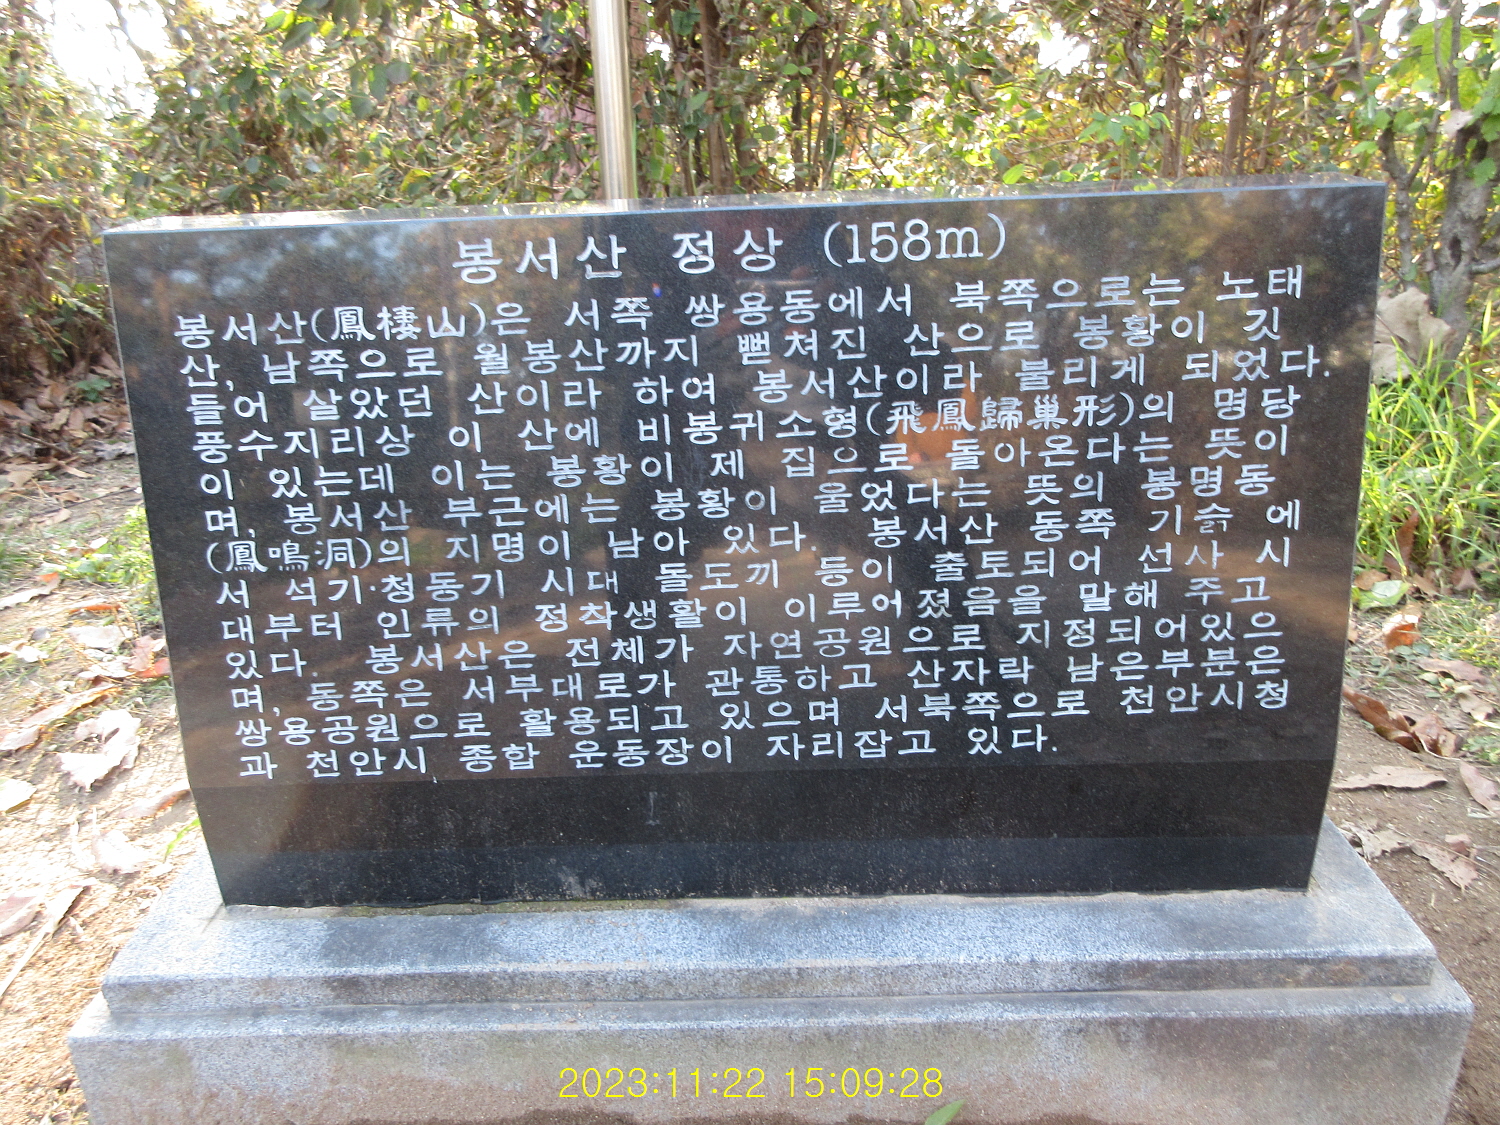 봉서산 정상 (158m)
봉서산(鳳棲山)은 서쪽 쌍용동에서 북쪽으로는 노태
산, 남쪽으로 월봉산까지 뻗쳐진 산으로 봉황이 깃
들어 살았던 산이라 하여 봉서산이라 불리게 되었다.
풍수지리상 이 산에 비봉귀소형(飛鳳歸巢形)의 명당
이 있는데 이는 봉황이 제 집으로 돌아온다는 뜻이
며, 봉서산 부근에는 봉황이 울었다는 뜻의 봉명동
(鳳鳴洞)의 지명이 남아 있다. 봉서산 동쪽 기슭 에
서 석기·청동기 시대 돌도끼 등이 출토되어 선사 시
대부터 인류의 정착생활이 이루어졌음을 말해 주고
있다. 봉서산은 전체가 자연공원으로 지정되어있으
며, 동쪽은 서부대로가 관통하고 산자락 남은부분은
쌍용공원으로 활용되고 있으며 서북쪽으로 천안시청
과 천안시 종합 운동장이 자리잡고 있다.
2023:11:22 15:09:28